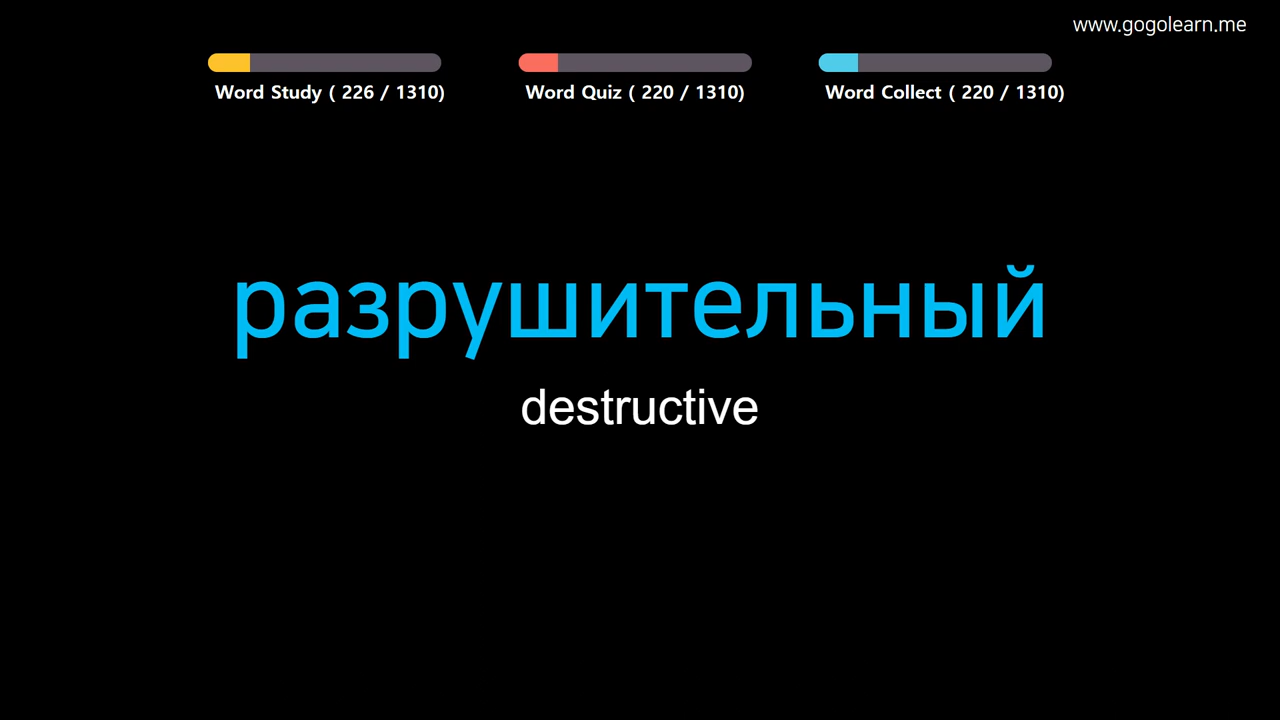 www.gogolearn.me
Word Study ( 226 / 1310)
Word Quiz ( 220 / 1310)
Word Collect ( 220 / 1310)
разрушительный
destructive